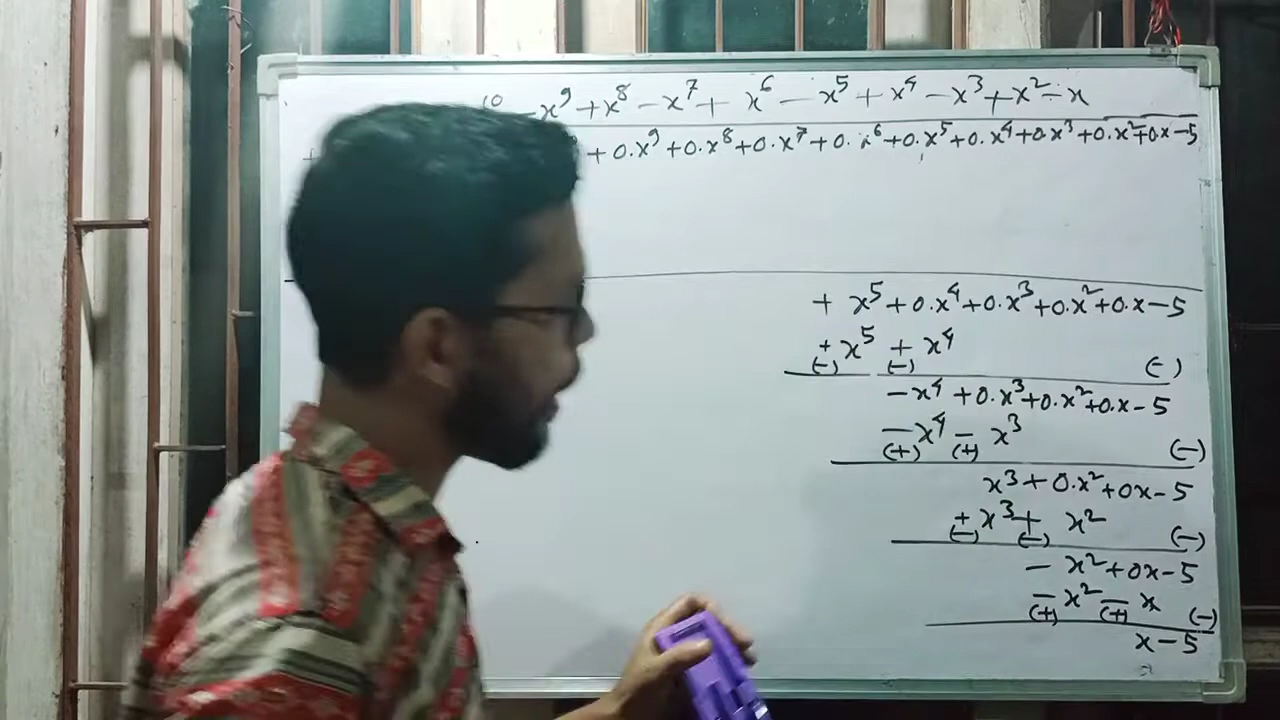 10 - x⁹ + x⁸ - x⁷ + x⁶ - x⁵ + x⁴ - x³ + x² - x
+ 0.x⁹ + 0.x⁸ + 0.x⁷ + 0.x⁶ + 0.x⁵ + 0.x⁴ + 0.x³ + 0.x² + 0x - 5
+ x⁵ + 0.x⁴ + 0.x³ + 0.x² + 0.x - 5
+ x⁵ + x⁴
(-) (-) (-)
- x⁴ + 0.x³ + 0.x² + 0.x - 5
- x⁴ - x³
(+) (+) (-)
x³ + 0.x² + 0x - 5
+ x³ + x²
(-) (-) (-)
- x² + 0x - 5
- x² - x
(+) (+) (-)
x - 5